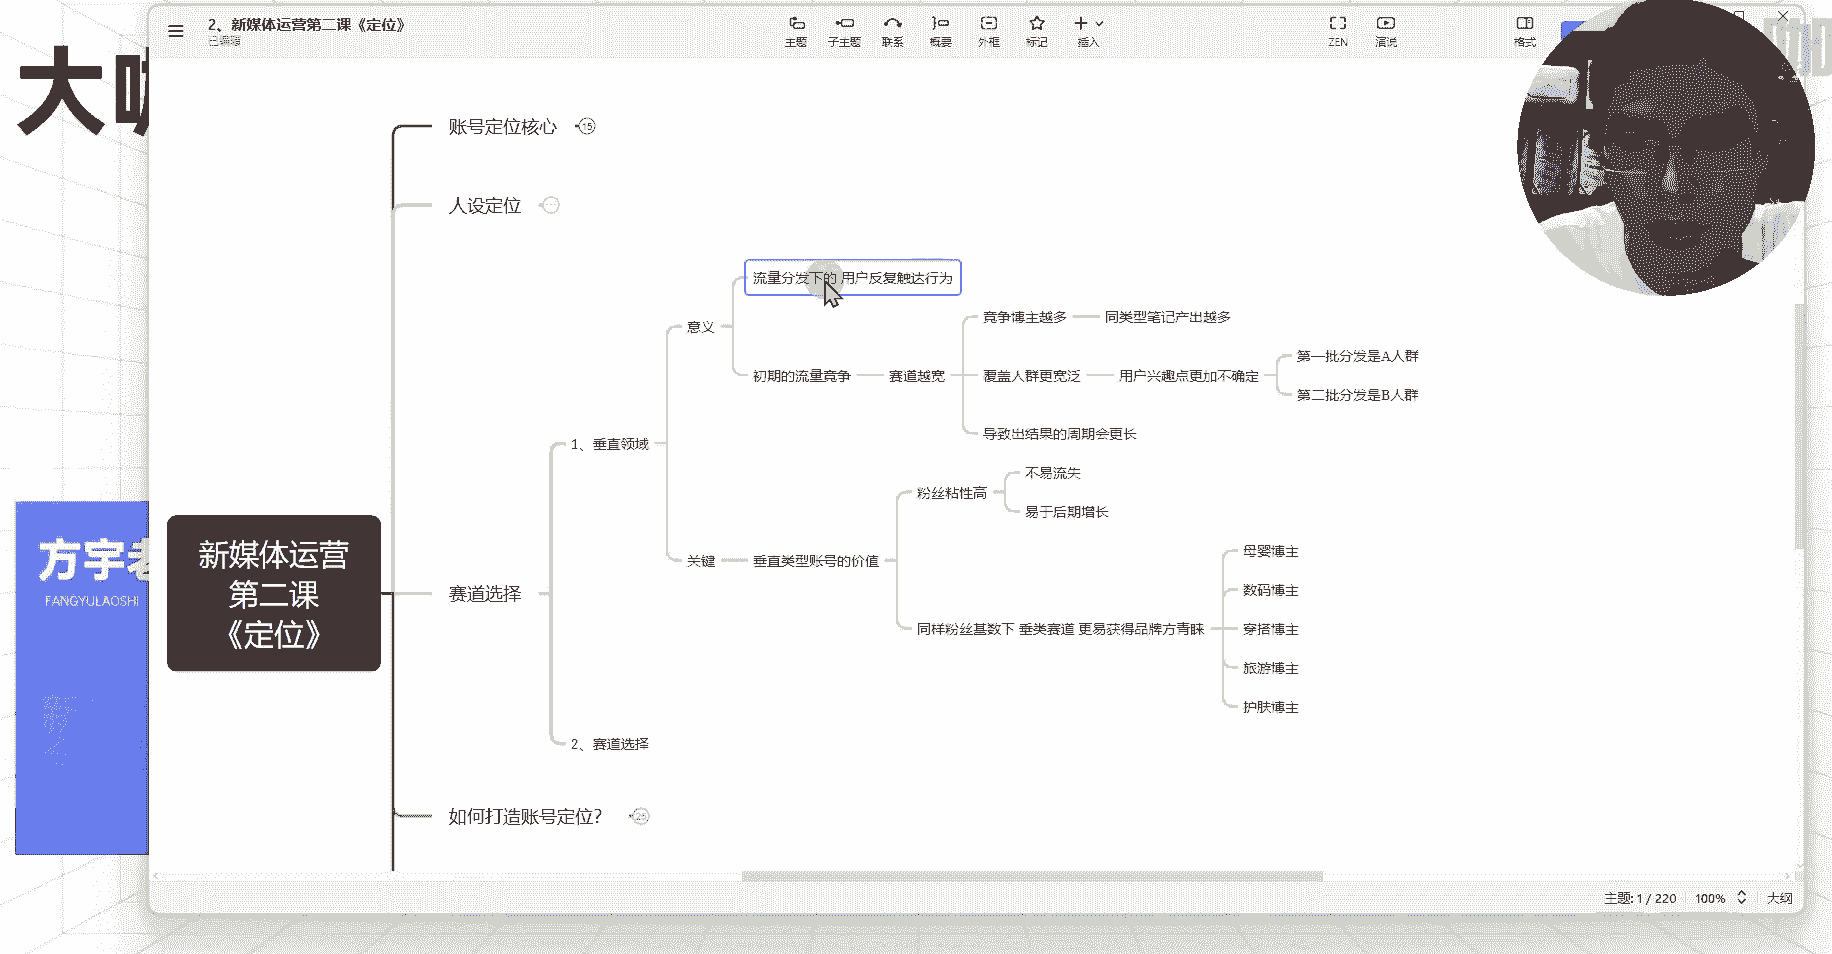 2、新媒体运营第二课《定位》
已编辑
主题
子主题
联系
概要
外框
标记
插入
ZEN
演说
格式
大
账号定位核心
15
人设定位
流量分发下的 用户反复触达行为
意义
竞争博主越多
同类型笔记产出越多
初期的流量竞争
赛道越宽
覆盖人群更宽泛
用户兴趣点更加不确定
第一批分发是A人群
第二批分发是B人群
导致出结果的周期会更长
1、垂直领域
不易流失
粉丝粘性高
易于后期增长
关键
垂直类型账号的价值
母婴博主
数码博主
同样粉丝基数下 垂类赛道 更易获得品牌方青睐
穿搭博主
旅游博主
护肤博主
新媒体运营
第二课
《定位》
赛道选择
2、赛道选择
如何打造账号定位？
方宇老
FANGYULAOSHI
主题: 1 / 220
100%
大纲